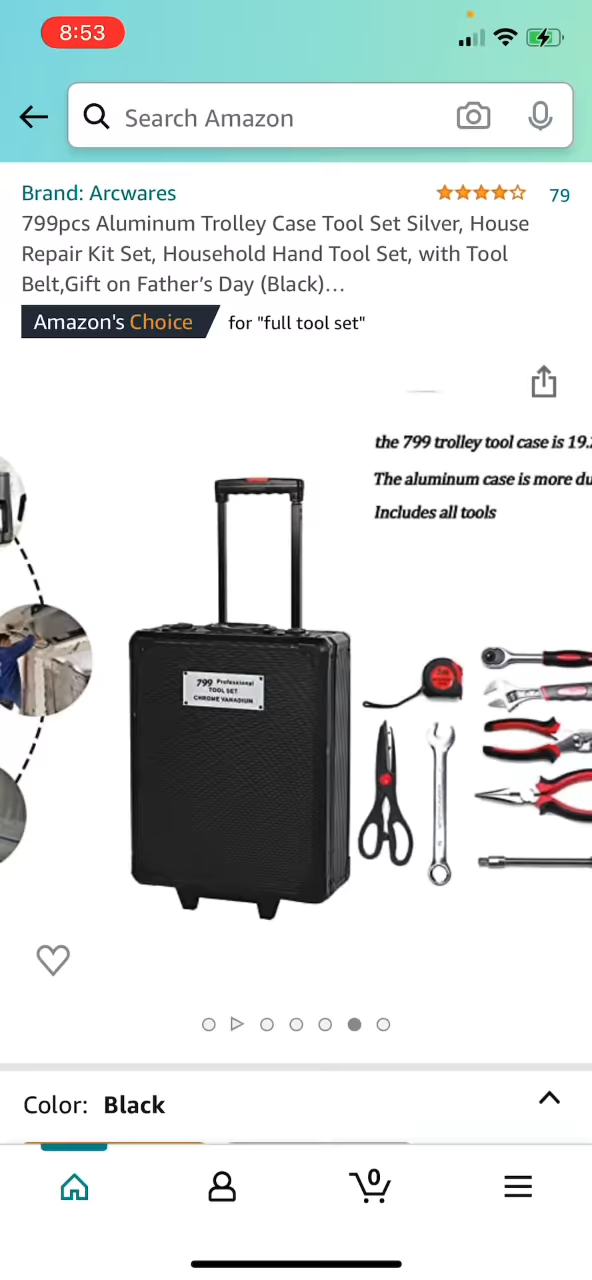 8:53
Search Amazon
Brand: Arcwares
79
799pcs Aluminum Trolley Case Tool Set Silver, House
Repair Kit Set, Household Hand Tool Set, with Tool
Belt,Gift on Father’s Day (Black)…
Amazon's Choice for "full tool set"
the 799 trolley tool case is 19.
The aluminum case is more du
Includes all tools
799 Professional
TOOL SET
CHROME VANADIUN
Color: Black
0